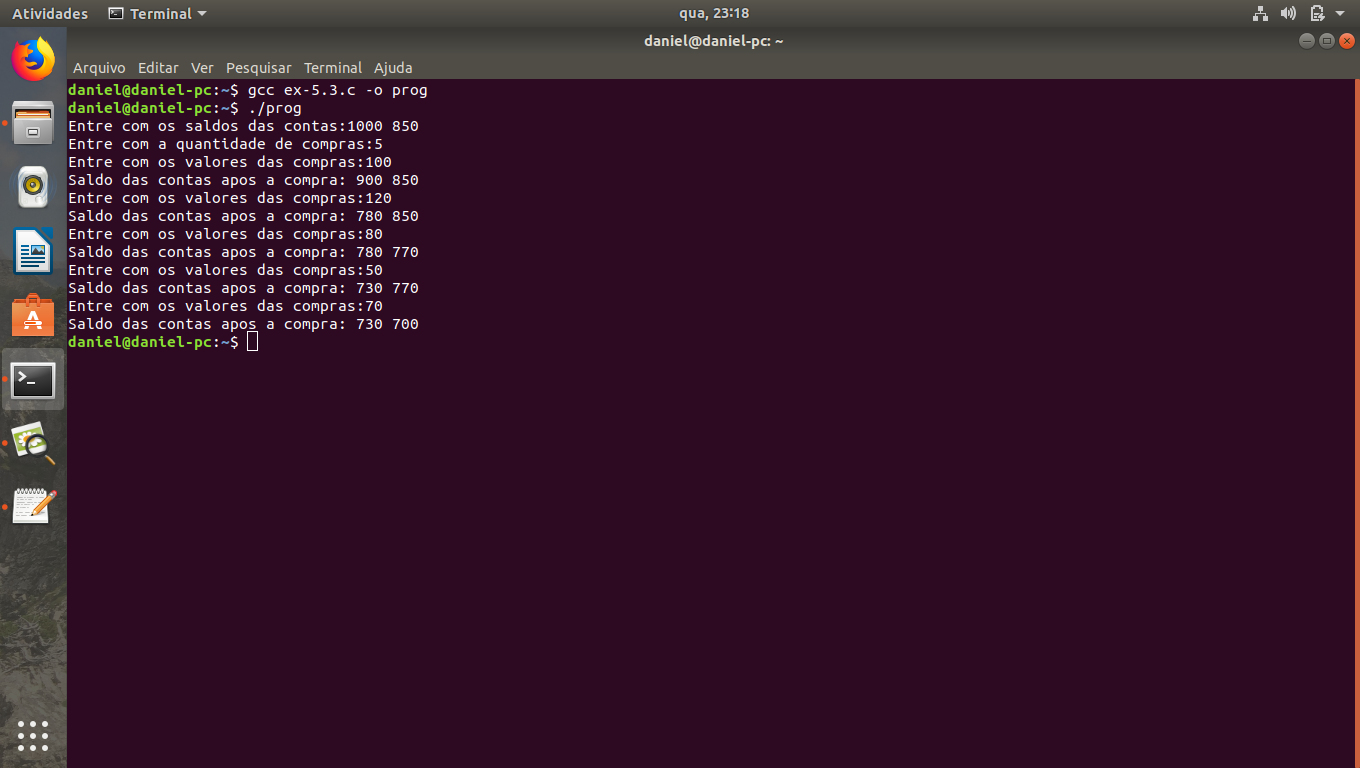 Atividades Terminal qua, 23:18
daniel@daniel-pc: ~
Arquivo Editar Ver Pesquisar Terminal Ajuda
daniel@daniel-pc:~$ gcc ex-5.3.c -o prog
daniel@daniel-pc:~$ ./prog
Entre com os saldos das contas:1000 850
Entre com a quantidade de compras:5
Entre com os valores das compras:100
Saldo das contas apos a compra: 900 850
Entre com os valores das compras:120
Saldo das contas apos a compra: 780 850
Entre com os valores das compras:80
Saldo das contas apos a compra: 780 770
Entre com os valores das compras:50
Saldo das contas apos a compra: 730 770
Entre com os valores das compras:70
Saldo das contas apos a compra: 730 700
daniel@daniel-pc:~$